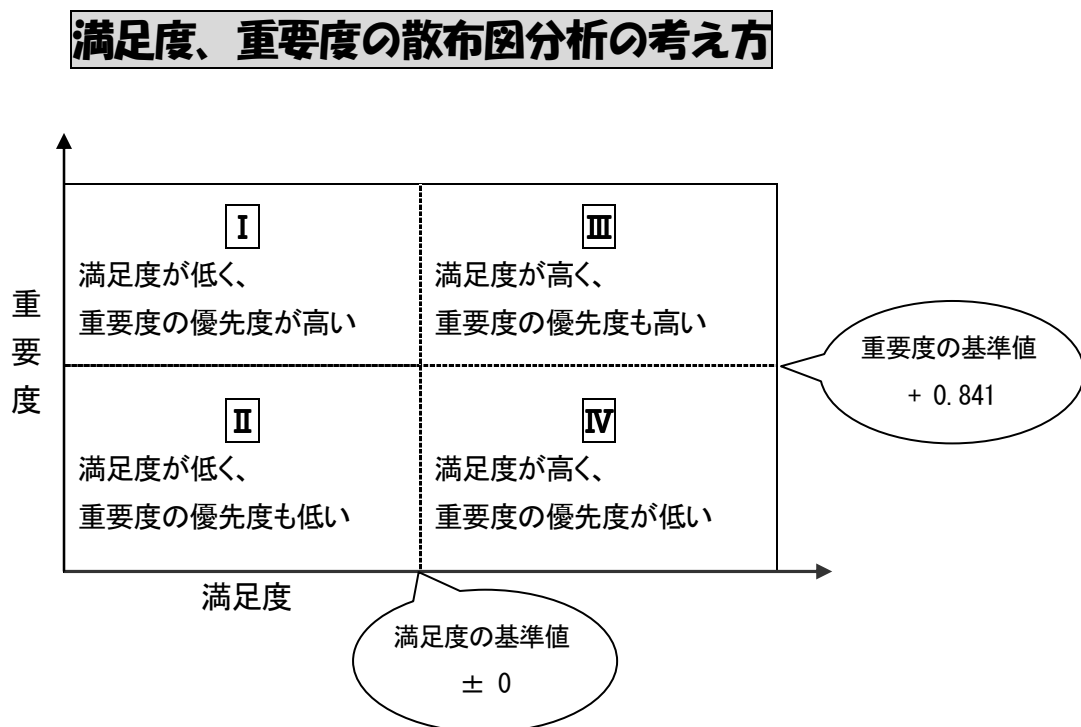 満足度、重要度の散布図分析の考え方
Ⅰ
満足度が低く、
重要度の優先度が高い
Ⅲ
満足度が高く、
重要度の優先度も高い
重要度
重要度の基準値
+ 0.841
Ⅱ
満足度が低く、
重要度の優先度も低い
Ⅳ
満足度が高く、
重要度の優先度が低い
満足度
満足度の基準値
± 0